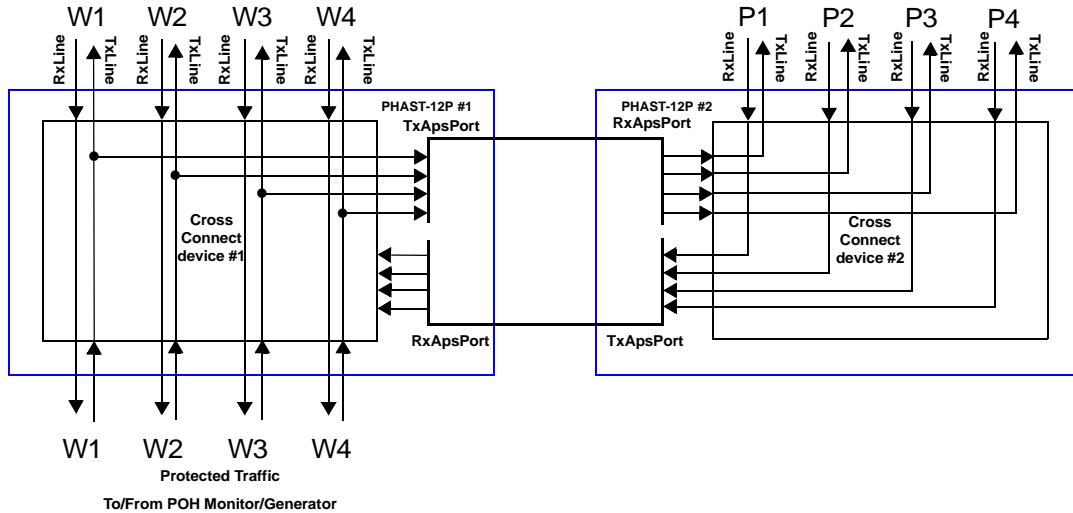 W1 W2 W3 W4 P1 P2 P3 P4
RxLine TxLine RxLine TxLine RxLine TxLine RxLine TxLine RxLine TxLine RxLine TxLine RxLine TxLine RxLine TxLine
PHAST-12P #1
TxApsPort
PHAST-12P #2
RxApsPort
Cross
Connect
device #1
Cross
Connect
device #2
RxApsPort
TxApsPort
W1 W2 W3 W4
Protected Traffic
To/From POH Monitor/Generator